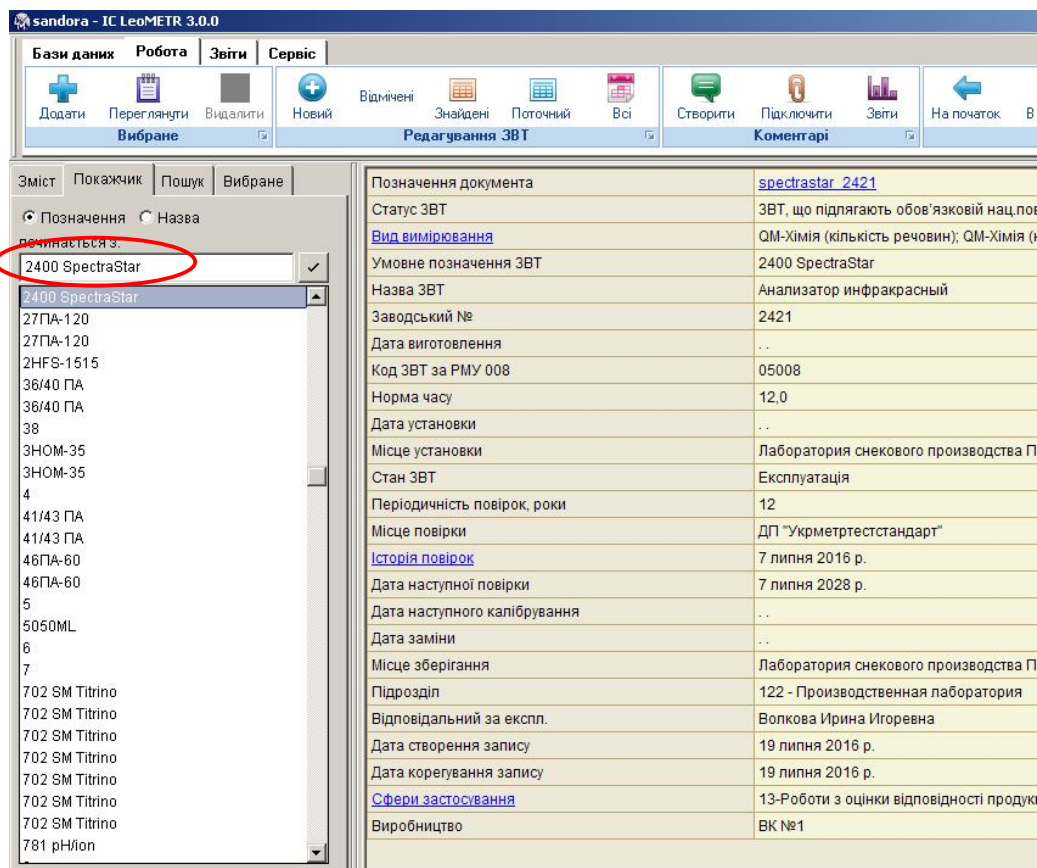 sandora - IC LeoMETR 3.0.0
Бази даних Робота Звіти Сервіс
Додати Переглянути Видалити Новий Відмічені Знайдені Поточний Всі Створити Підключити Звіти На початок В
Вибране Редагування ЗВТ Коментарі
Зміст Покажчик Пошук Вибране
Позначення Назва
починається з:
2400 SpectraStar
2400 SpectraStar
27ПА-120
27ПА-120
2HFS-1515
36/40 ПА
36/40 ПА
38
3НОМ-35
3НОМ-35
4
41/43 ПА
41/43 ПА
46ПА-60
46ПА-60
5
5050ML
6
7
702 SM Titrino
702 SM Titrino
702 SM Titrino
702 SM Titrino
702 SM Titrino
702 SM Titrino
702 SM Titrino
781 pH/ion
Позначення документа spectrastar_2421
Статус ЗВТ ЗВТ, що підлягають обов'язковій нац.пов
Вид вимірювання QM-Хімія (кількість речовин); QM-Хімія (к
Умовне позначення ЗВТ 2400 SpectraStar
Назва ЗВТ Анализатор инфракрасный
Заводський № 2421
Дата виготовлення . .
Код ЗВТ за РМУ 008 05008
Норма часу 12,0
Дата установки . .
Місце установки Лаборатория снекового производства П
Стан ЗВТ Експлуатація
Періодичність повірок, роки 12
Місце повірки ДП "Укрметртестстандарт"
Історія повірок 7 липня 2016 р.
Дата наступної повірки 7 липня 2028 р.
Дата наступного калібрування . .
Дата заміни . .
Місце зберігання Лаборатория снекового производства П
Підрозділ 122 - Производственная лаборатория
Відповідальний за експл. Волкова Ирина Игоревна
Дата створення запису 19 липня 2016 р.
Дата корегування запису 19 липня 2016 р.
Сфери застосування 13-Роботи з оцінки відповідності продук
Виробництво ВК №1